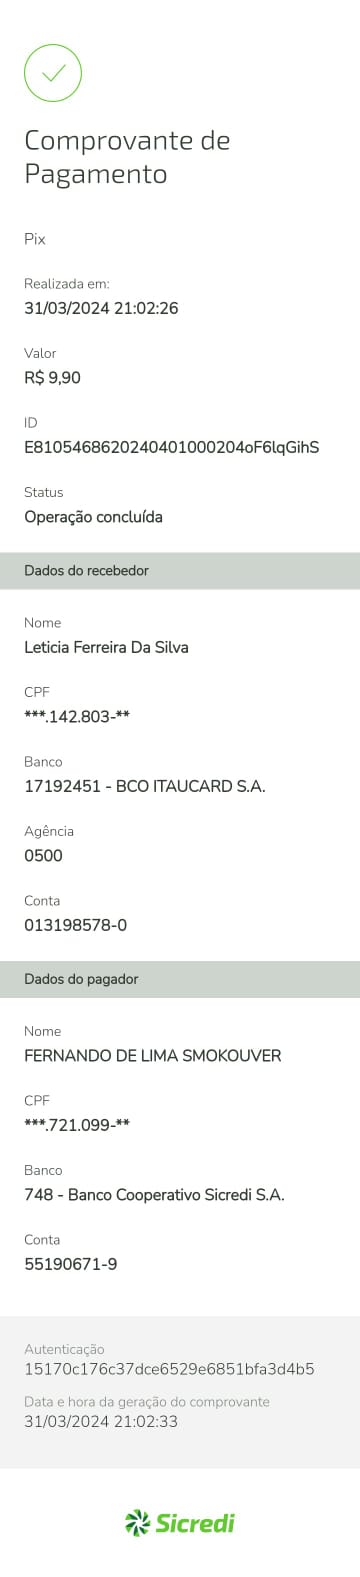 Comprovante de
Pagamento
Pix
Realizada em:
31/03/2024 21:02:26
Valor
R$ 9,90
ID
E8105468620240401000204oF6lqGihS
Status
Operação concluída
Dados do recebedor
Nome
Leticia Ferreira Da Silva
CPF
***.142.803-**
Banco
17192451 - BCO ITAUCARD S.A.
Agência
0500
Conta
013198578-0
Dados do pagador
Nome
FERNANDO DE LIMA SMOKOUVER
CPF
***.721.099-**
Banco
748 - Banco Cooperativo Sicredi S.A.
Conta
55190671-9
Autenticação
15170c176c37dce6529e6851bfa3d4b5
Data e hora da geração do comprovante
31/03/2024 21:02:33
Sicredi